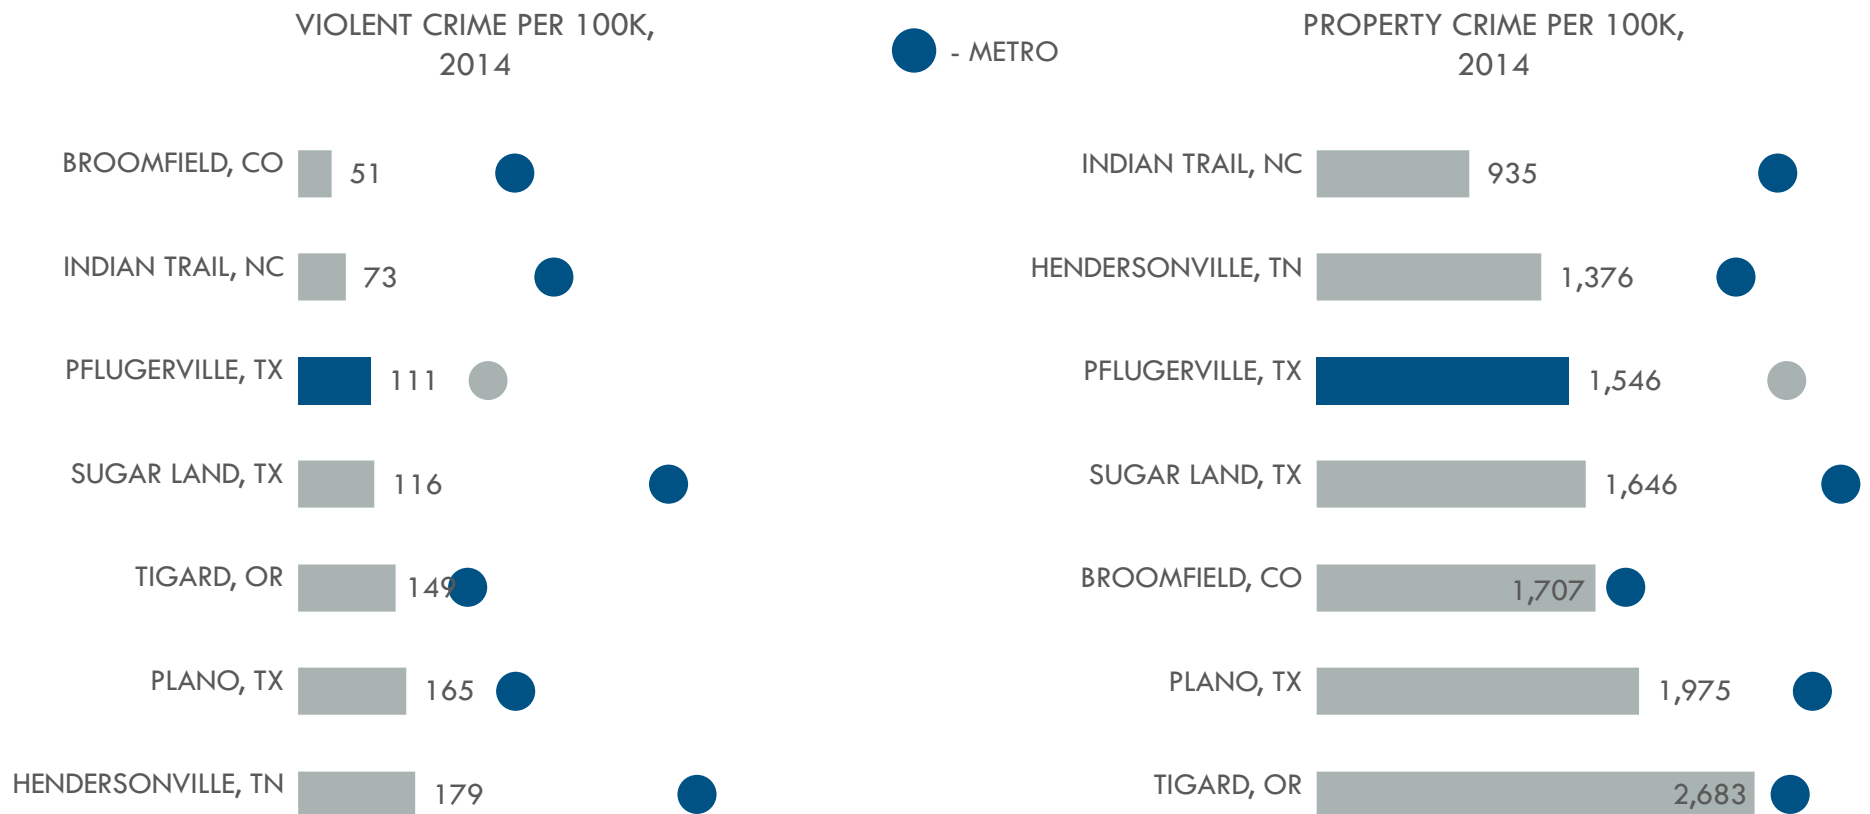 VIOLENT CRIME PER 100K,
2014
- METRO
PROPERTY CRIME PER 100K,
2014
BROOMFIELD, CO 51
INDIAN TRAIL, NC 73
PFLUGERVILLE, TX 111
SUGAR LAND, TX 116
TIGARD, OR 149
PLANO, TX 165
HENDERSONVILLE, TN 179
INDIAN TRAIL, NC 935
HENDERSONVILLE, TN 1,376
PFLUGERVILLE, TX 1,546
SUGAR LAND, TX 1,646
BROOMFIELD, CO 1,707
PLANO, TX 1,975
TIGARD, OR 2,683